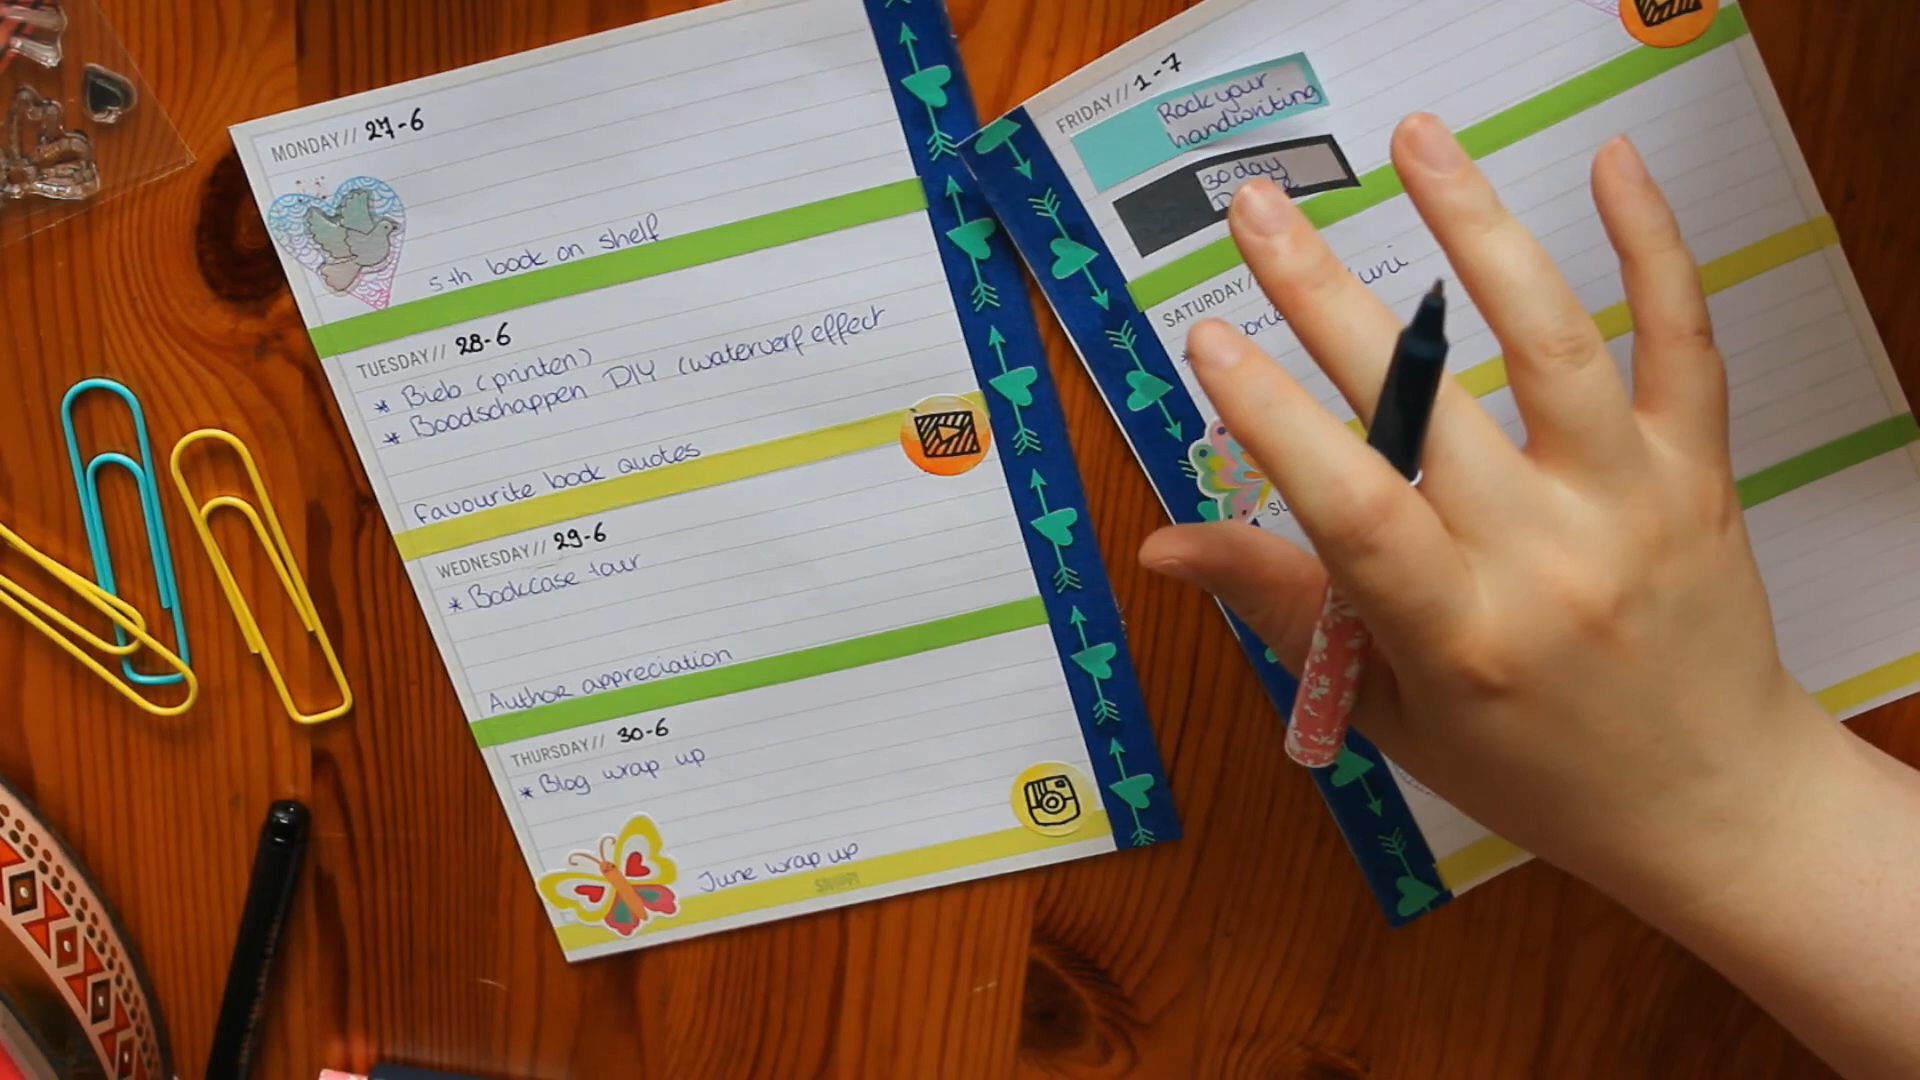 MONDAY// 27-6
5th book on shelf
TUESDAY// 28-6
* Bieb (printen)
* Boodschappen DIY (waterverf effect
Favourite book quotes
WEDNESDAY// 29-6
* Bookcase tour
Author appreciation
THURSDAY// 30-6
* Blog wrap up
June wrap up
FRIDAY// 1-7
Rock your
handwriting
30 day
SATURDAY//